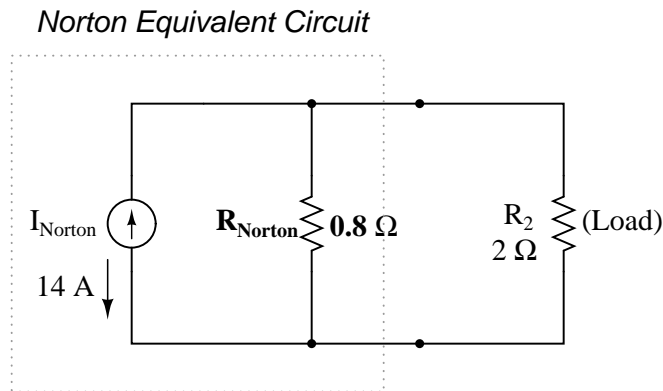 Norton Equivalent Circuit
I_Norton
14 A
R_Norton 0.8 Ω
R_2
2 Ω
(Load)